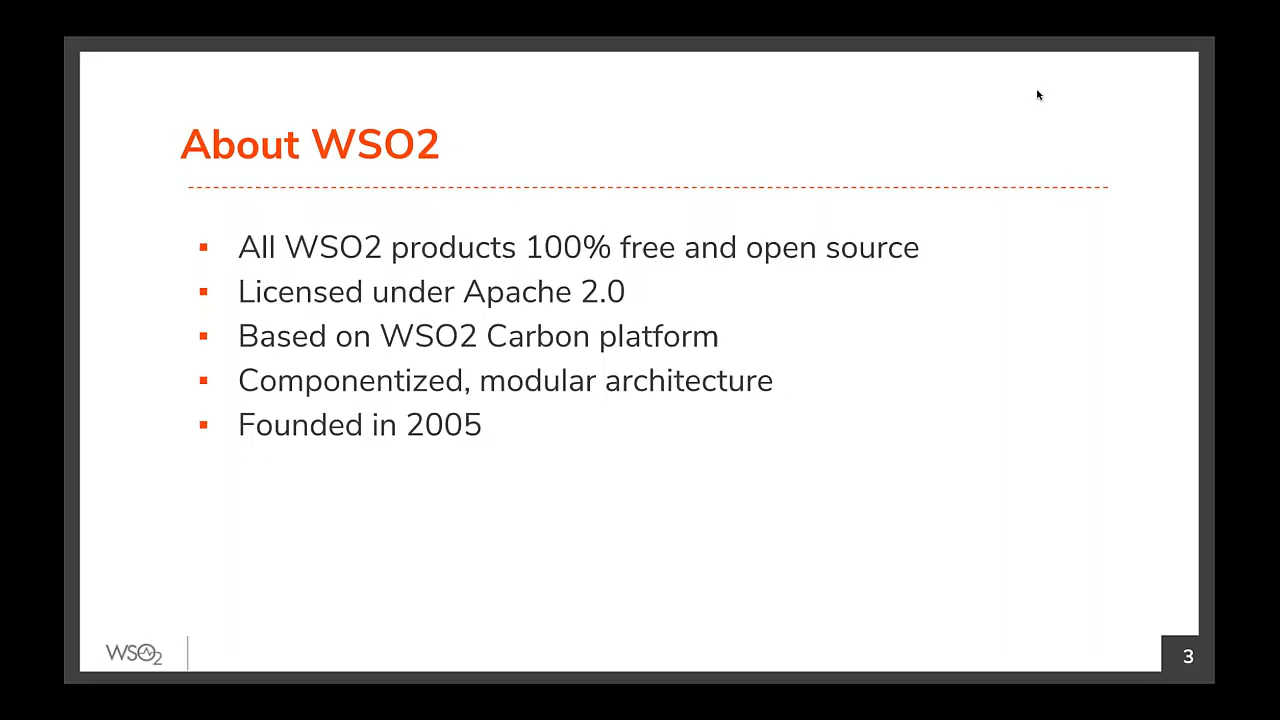 About WSO2
All WSO2 products 100% free and open source
Licensed under Apache 2.0
Based on WSO2 Carbon platform
Componentized, modular architecture
Founded in 2005
WSO2
3